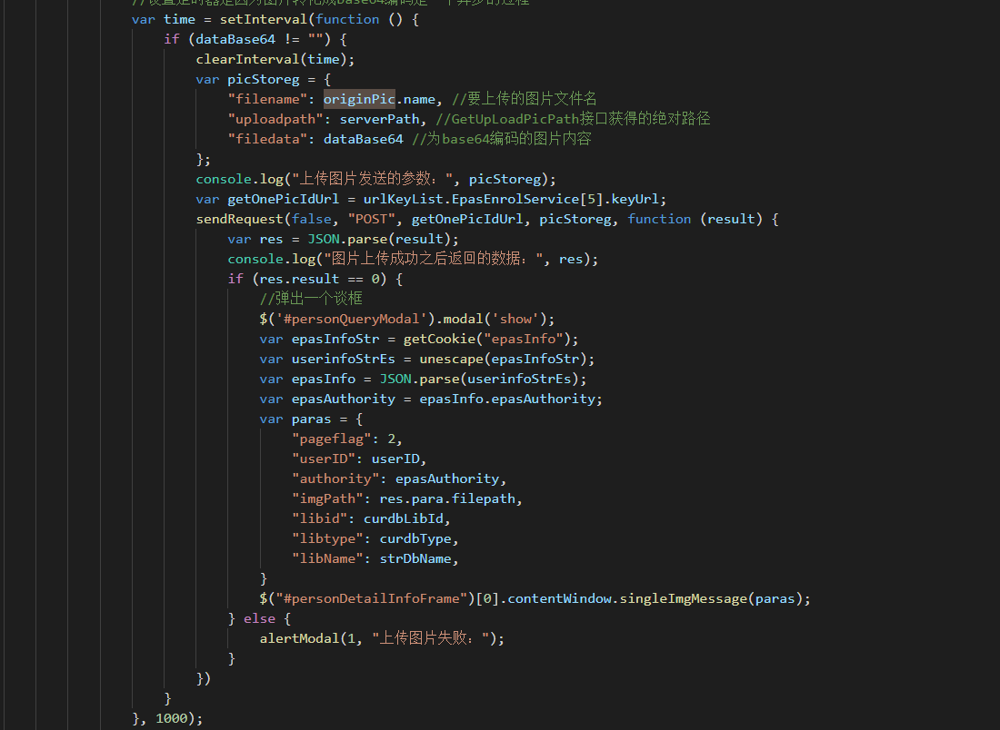 //设置定时器是因为图片转化成base64编码是一个异步的过程
var time = setInterval(function () {
if (dataBase64 != "") {
clearInterval(time);
var picStoreg = {
"filename": originPic.name, //要上传的图片文件名
"uploadpath": serverPath, //GetUpLoadPicPath接口获得的绝对路径
"filedata": dataBase64 //为base64编码的图片内容
};
console.log("上传图片发送的参数：", picStoreg);
var getOnePicIdUrl = urlKeyList.EpasEnrolService[5].keyUrl;
sendRequest(false, "POST", getOnePicIdUrl, picStoreg, function (result) {
var res = JSON.parse(result);
console.log("图片上传成功之后返回的数据：", res);
if (res.result == 0) {
//弹出一个谈框
$('#personQueryModal').modal('show');
var epasInfoStr = getCookie("epasInfo");
var userinfoStrEs = unescape(epasInfoStr);
var epasInfo = JSON.parse(userinfoStrEs);
var epasAuthority = epasInfo.epasAuthority;
var paras = {
"pageflag": 2,
"userID": userID,
"authority": epasAuthority,
"imgPath": res.para.filepath,
"libid": curdbLibId,
"libtype": curdbType,
"libName": strDbName,
}
$("#personDetailInfoFrame")[0].contentWindow.singleImgMessage(paras);
} else {
alertModal(1, "上传图片失败：");
}
})
}
}, 1000);